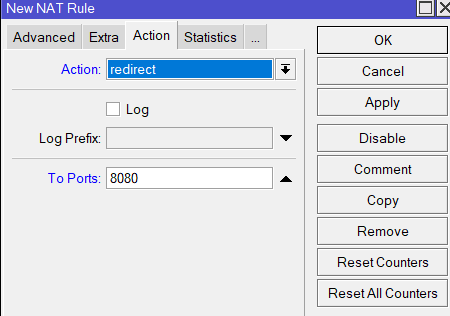 New NAT Rule
Advanced Extra Action Statistics ...
Action: redirect
Log
Log Prefix:
To Ports: 8080
OK
Cancel
Apply
Disable
Comment
Copy
Remove
Reset Counters
Reset All Counters